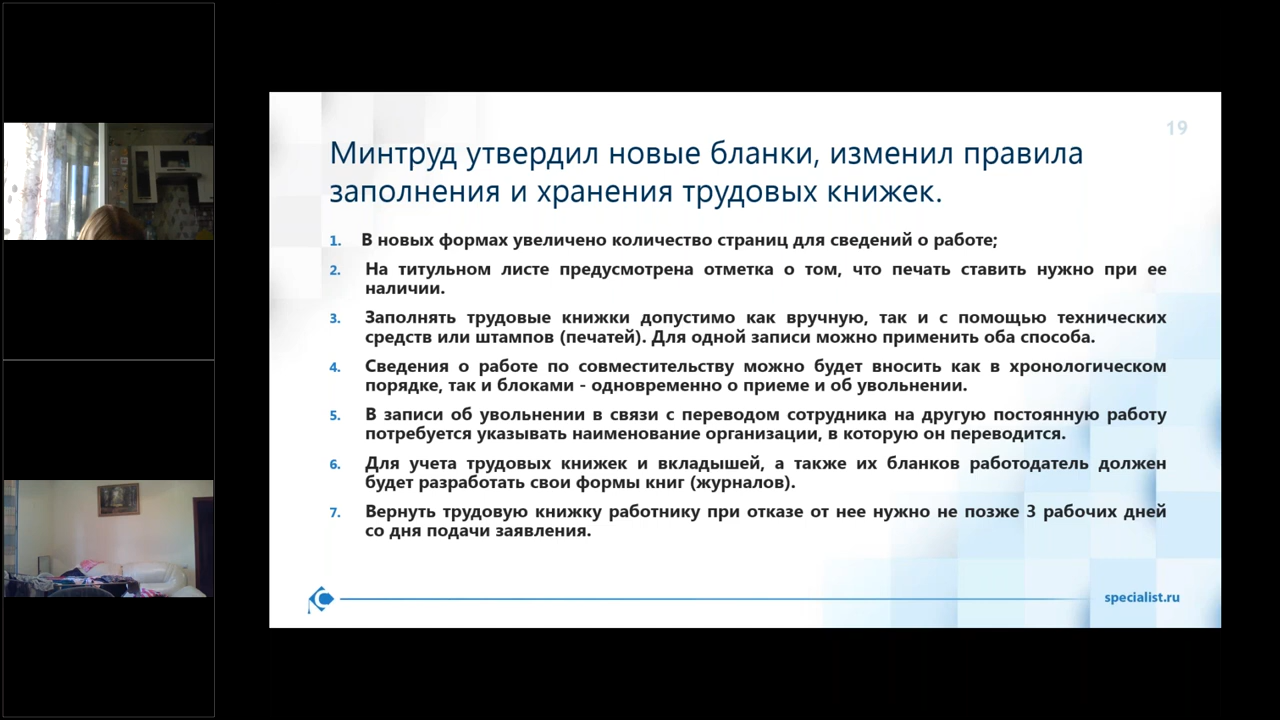 19
Минтруд утвердил новые бланки, изменил правила
заполнения и хранения трудовых книжек.
1. В новых формах увеличено количество страниц для сведений о работе;
2. На титульном листе предусмотрена отметка о том, что печать ставить нужно при ее
наличии.
3. Заполнять трудовые книжки допустимо как вручную, так и с помощью технических
средств или штампов (печатей). Для одной записи можно применить оба способа.
4. Сведения о работе по совместительству можно будет вносить как в хронологическом
порядке, так и блоками - одновременно о приеме и об увольнении.
5. В записи об увольнении в связи с переводом сотрудника на другую постоянную работу
потребуется указывать наименование организации, в которую он переводится.
6. Для учета трудовых книжек и вкладышей, а также их бланков работодатель должен
будет разработать свои формы книг (журналов).
7. Вернуть трудовую книжку работнику при отказе от нее нужно не позже 3 рабочих дней
со дня подачи заявления.
specialist.ru